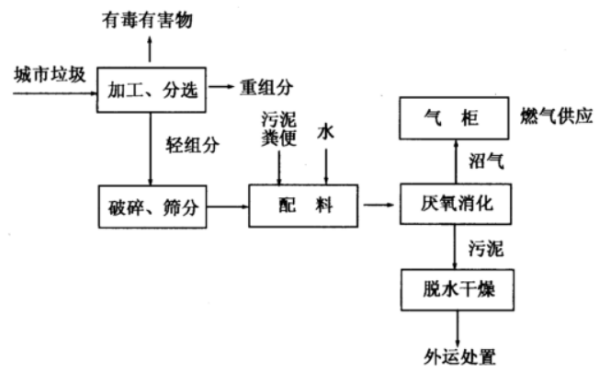 有毒有害物
城市垃圾
加工、分选
重组分
轻组分
污泥
粪便
水
破碎、筛分
配 料
气 柜
燃气供应
沼气
厌氧消化
污泥
脱水干燥
外运处置